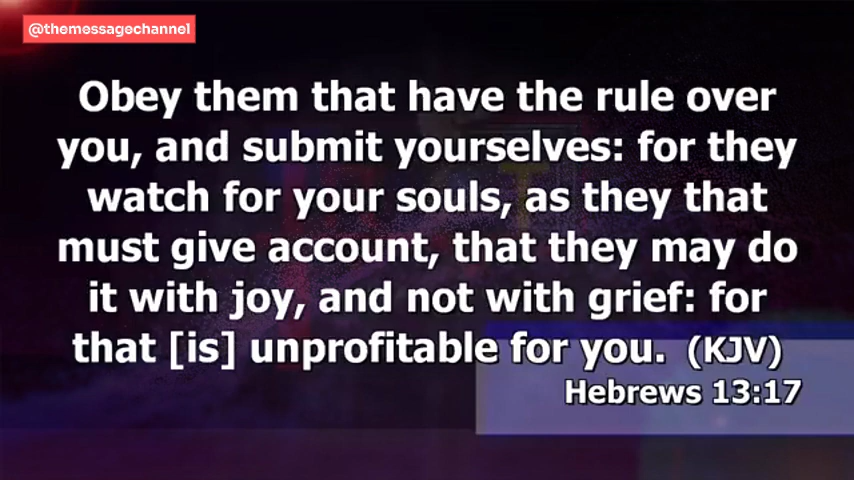 @themessagechannel
Obey them that have the rule over
you, and submit yourselves: for they
watch for your souls, as they that
must give account, that they may do
it with joy, and not with grief: for
that [is] unprofitable for you. (KJV)
Hebrews 13:17